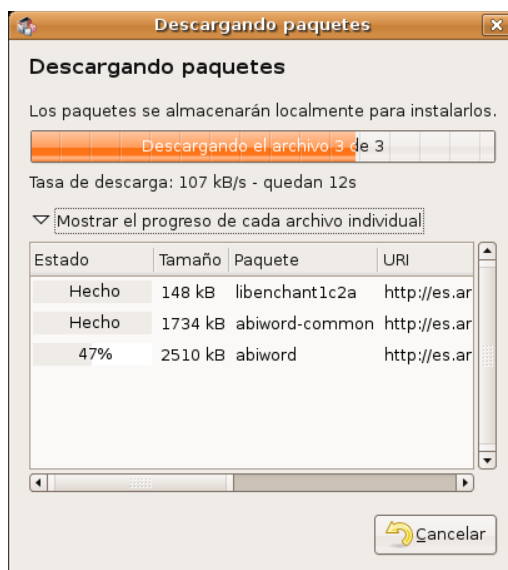 Descargando paquetes
Descargando paquetes
Los paquetes se almacenarán localmente para instalarlos.
Descargando el archivo 3 de 3
Tasa de descarga: 107 kB/s - quedan 12s
Mostrar el progreso de cada archivo individual
Estado Tamaño Paquete URI
Hecho 148 kB libenchant1c2a http://es.ar
Hecho 1734 kB abiword-common http://es.ar
47% 2510 kB abiword http://es.ar
Cancelar